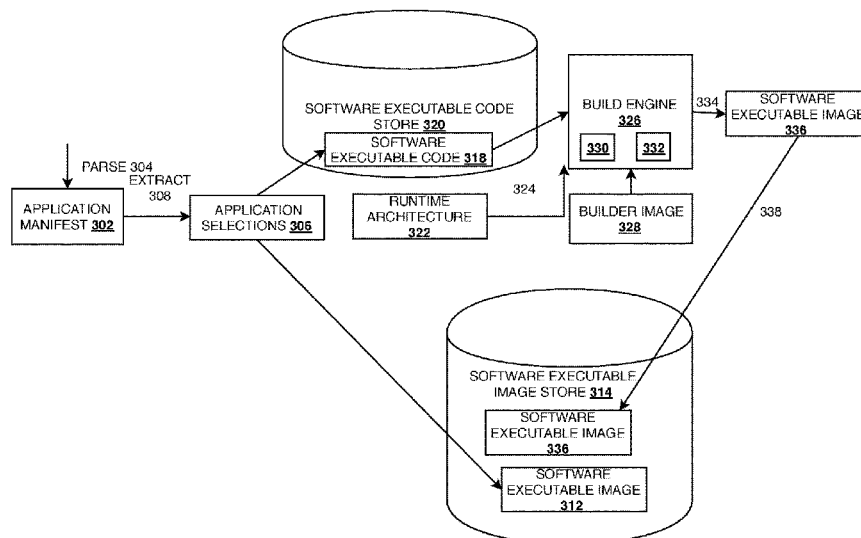 SOFTWARE EXECUTABLE CODE
STORE 320
SOFTWARE
EXECUTABLE CODE 318
BUILD ENGINE
326
330
332
334
SOFTWARE
EXECUTABLE IMAGE
336
PARSE 304
EXTRACT
308
APPLICATION
MANIFEST 302
APPLICATION
SELECTIONS 306
RUNTIME
ARCHITECTURE
322
324
BUILDER IMAGE
328
338
SOFTWARE EXECUTABLE
IMAGE STORE 314
SOFTWARE
EXECUTABLE IMAGE
336
SOFTWARE
EXECUTABLE IMAGE
312